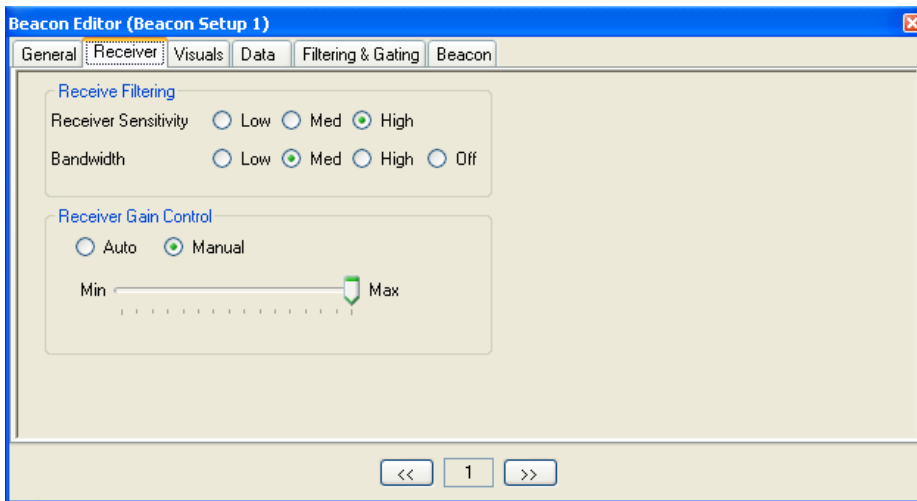 Beacon Editor (Beacon Setup 1)
General Receiver Visuals Data Filtering & Gating Beacon
Receive Filtering
Receiver Sensitivity Low Med High
Bandwidth Low Med High Off
Receiver Gain Control
Auto Manual
Min Max
<< 1 >>